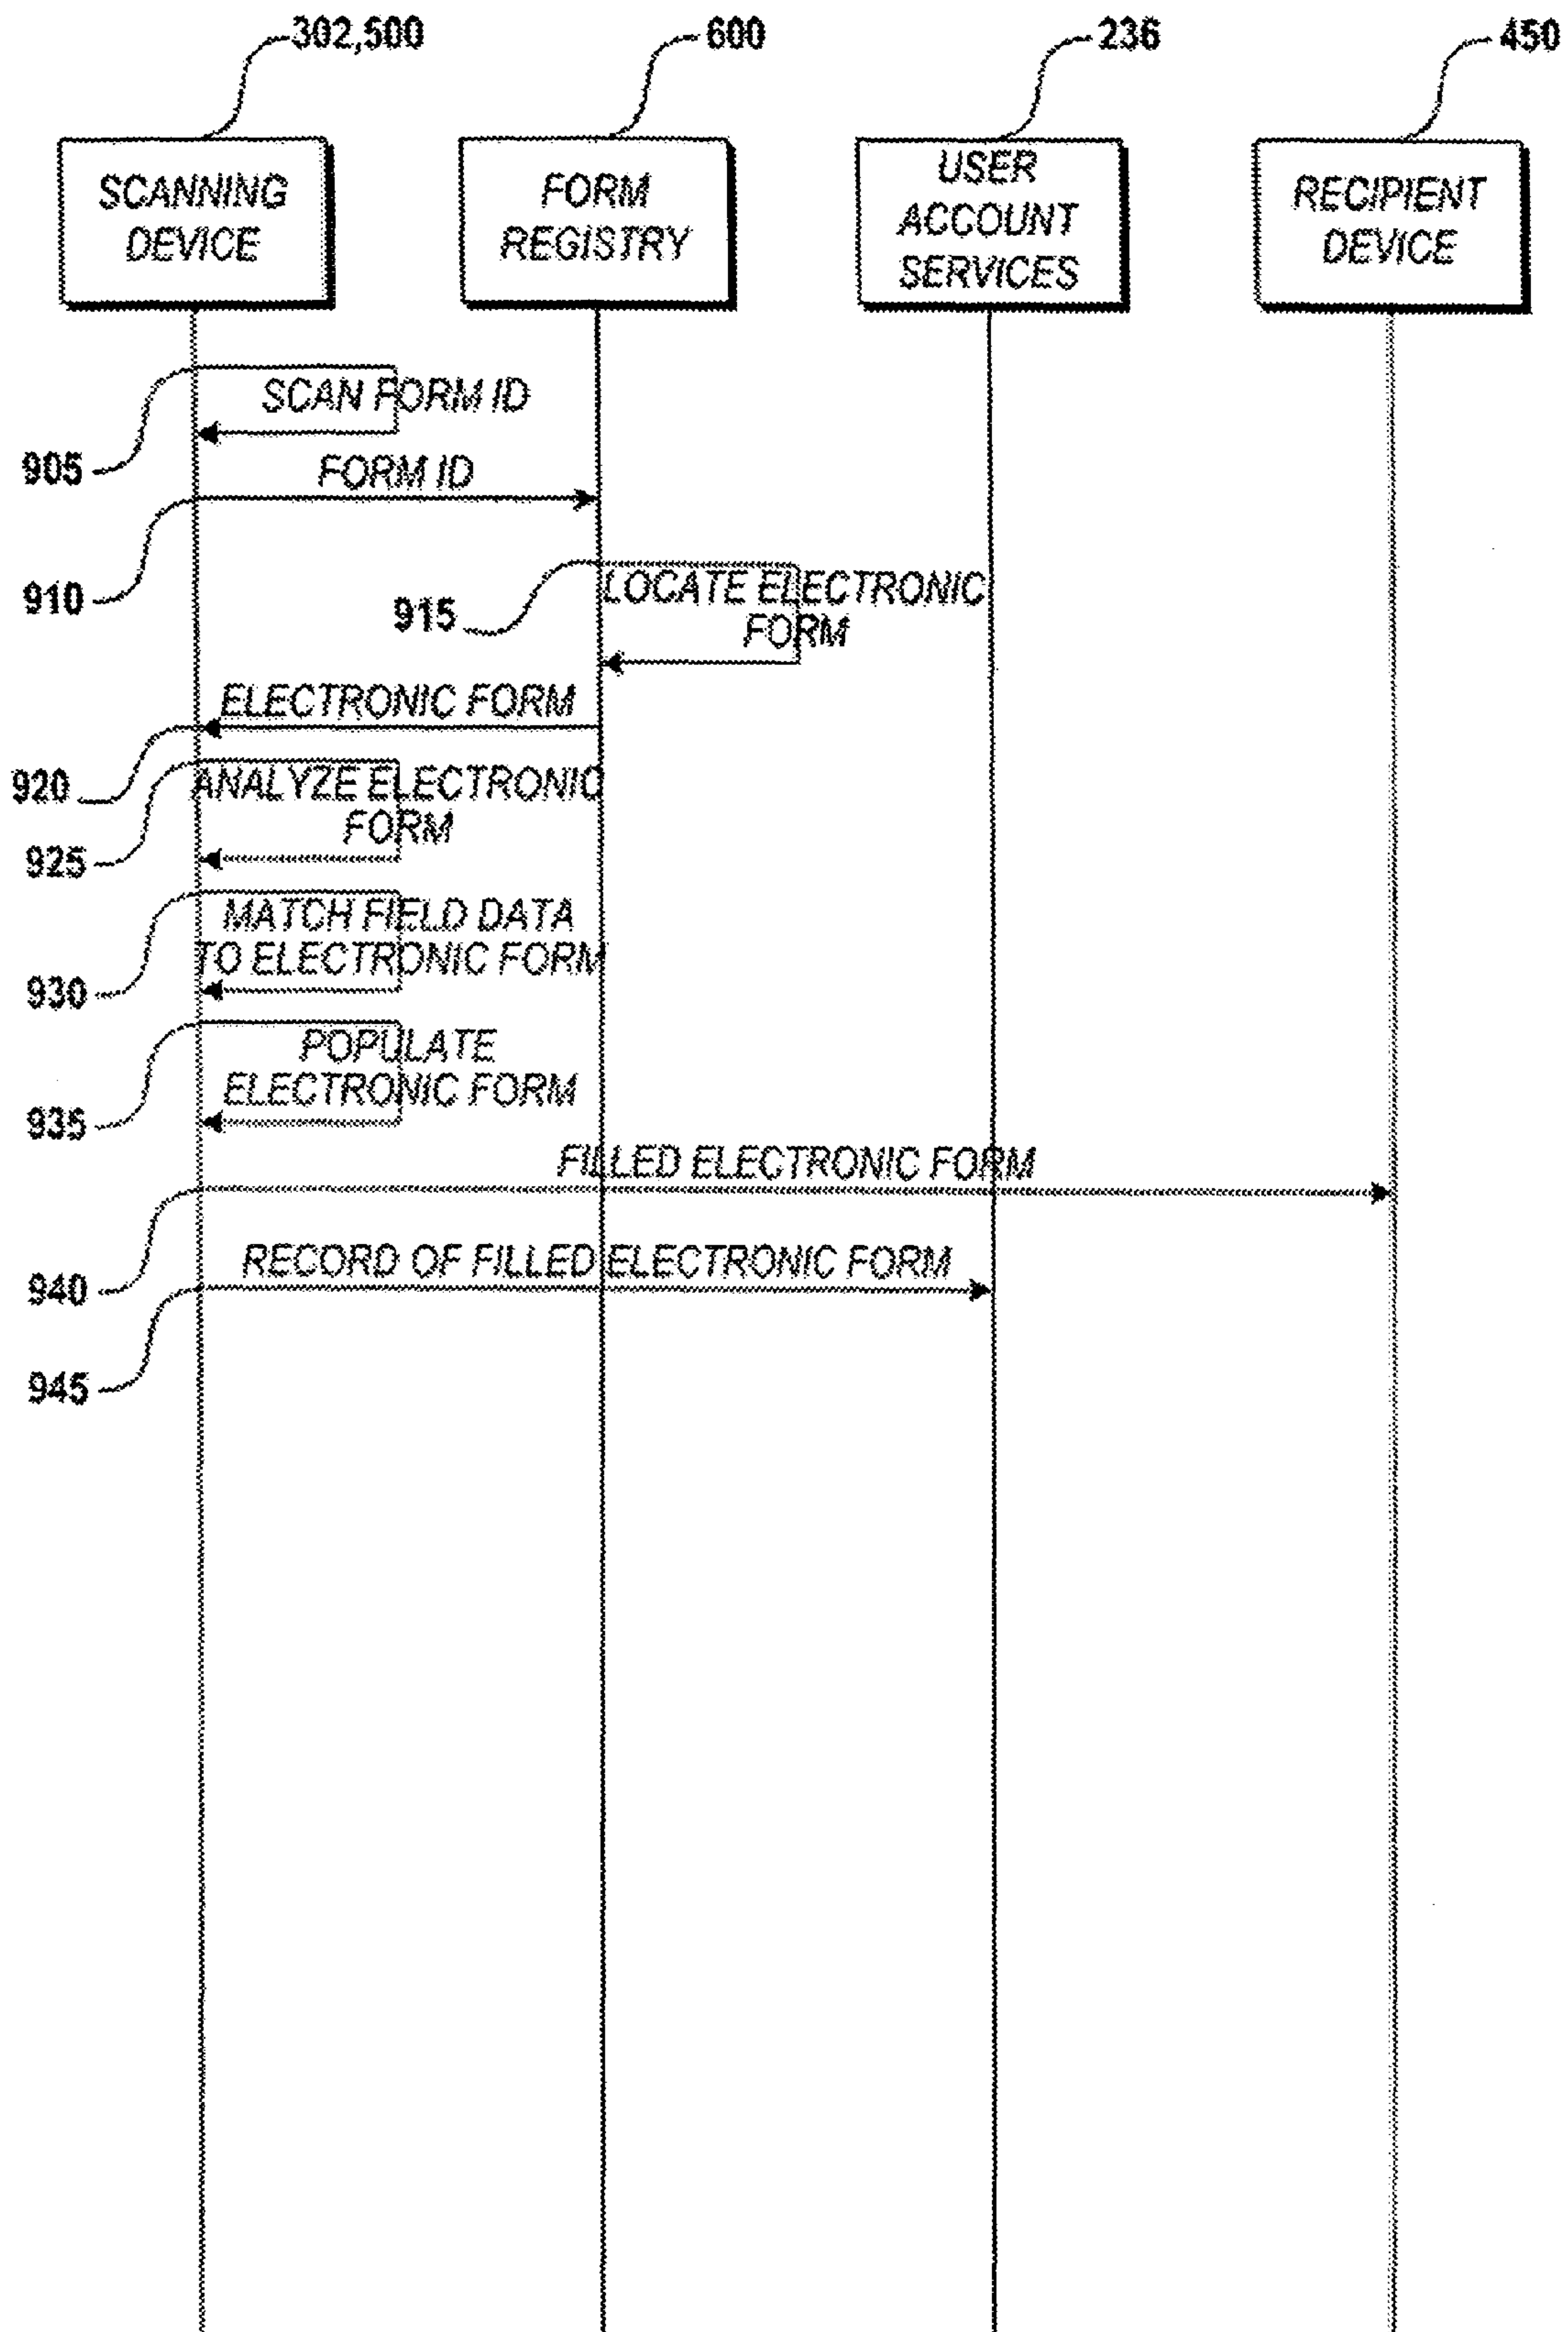 302,500
600
236
450
SCANNING
DEVICE
FORM
REGISTRY
USER
ACCOUNT
SERVICES
RECIPIENT
DEVICE
SCAN FORM ID
905
FORM ID
910
915
LOCATE ELECTRONIC
FORM
ELECTRONIC FORM
920
ANALYZE ELECTRONIC
FORM
925
MATCH FIELD DATA
TO ELECTRONIC FORM
930
POPULATE
ELECTRONIC FORM
935
FILLED ELECTRONIC FORM
940
RECORD OF FILLED ELECTRONIC FORM
945